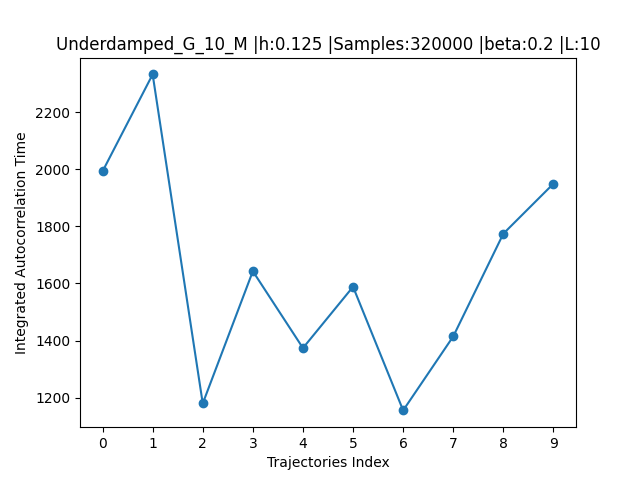 Underdamped_G_10_M |h:0.125 |Samples:320000 |beta:0.2 |L:10
Integrated Autocorrelation Time
2200
2000
1800
1600
1400
1200
0 1 2 3 4 5 6 7 8 9
Trajectories Index